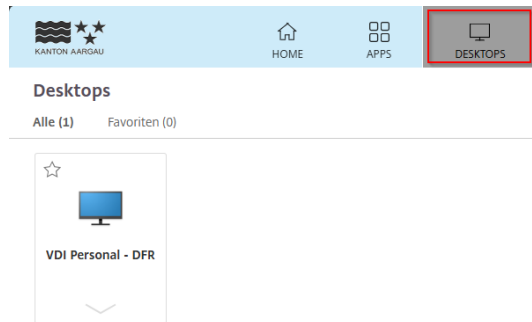 KANTON AARGAU
HOME
APPS
DESKTOPS
Desktops
Alle (1) Favoriten (0)
VDI Personal - DFR